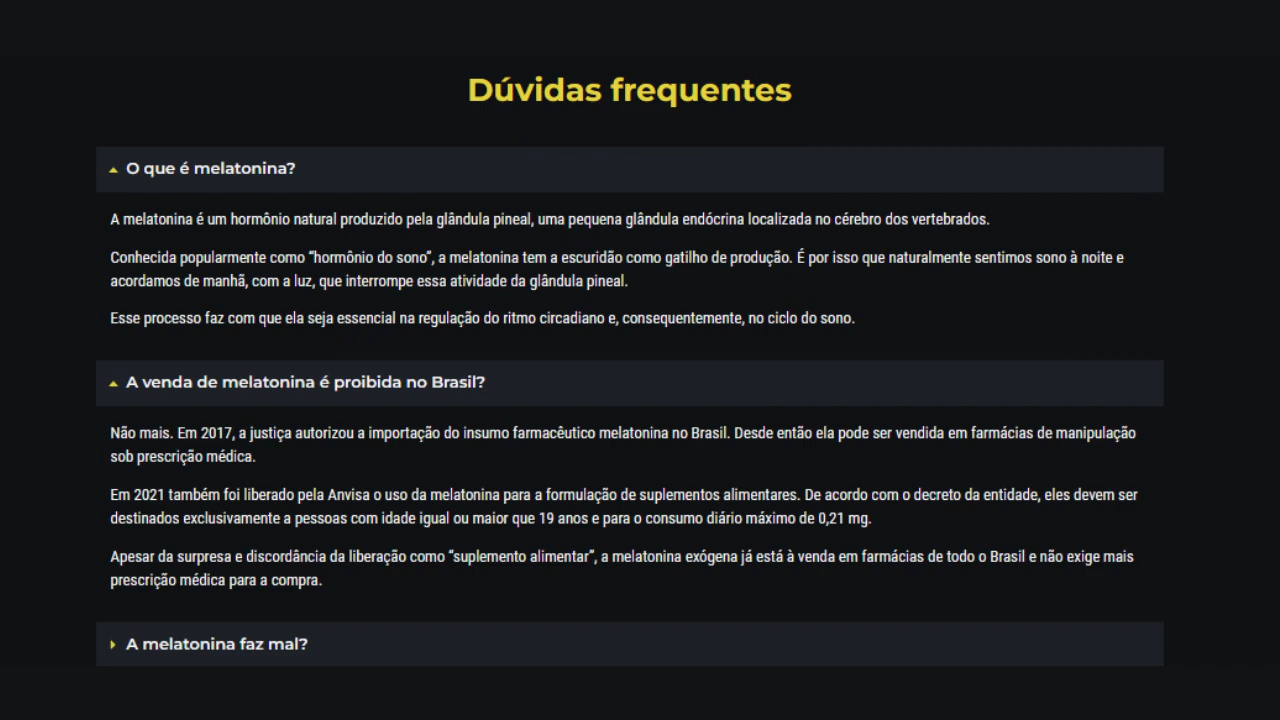 Dúvidas frequentes
O que é melatonina?
A melatonina é um hormônio natural produzido pela glândula pineal, uma pequena glândula endócrina localizada no cérebro dos vertebrados.
Conhecida popularmente como “hormônio do sono”, a melatonina tem a escuridão como gatilho de produção. É por isso que naturalmente sentimos sono à noite e
acordamos de manhã, com a luz, que interrompe essa atividade da glândula pineal.
Esse processo faz com que ela seja essencial na regulação do ritmo circadiano e, consequentemente, no ciclo do sono.
A venda de melatonina é proibida no Brasil?
Não mais. Em 2017, a justiça autorizou a importação do insumo farmacêutico melatonina no Brasil. Desde então ela pode ser vendida em farmácias de manipulação
sob prescrição médica.
Em 2021 também foi liberado pela Anvisa o uso da melatonina para a formulação de suplementos alimentares. De acordo com o decreto da entidade, eles devem ser
destinados exclusivamente a pessoas com idade igual ou maior que 19 anos e para o consumo diário máximo de 0,21 mg.
Apesar da surpresa e discordância da liberação como “suplemento alimentar”, a melatonina exógena já está à venda em farmácias de todo o Brasil e não exige mais
prescrição médica para a compra.
A melatonina faz mal?